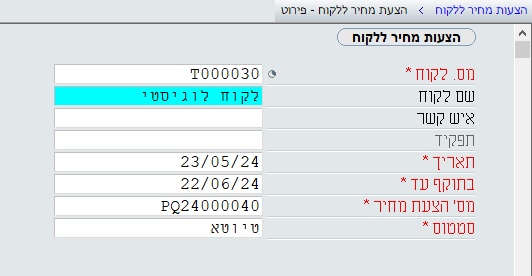 הצעות מחיר ללקוח > הצעת מחיר ללקוח - פירוט
הצעות מחיר ללקוח
מס. לקוח * T000030
שם לקוח לקוח לוגיסטי
איש קשר
תפקיד
תאריך * 23/05/24
בתוקף עד * 22/06/24
מס' הצעת מחיר * PQ24000040
סטטוס * טיוטא